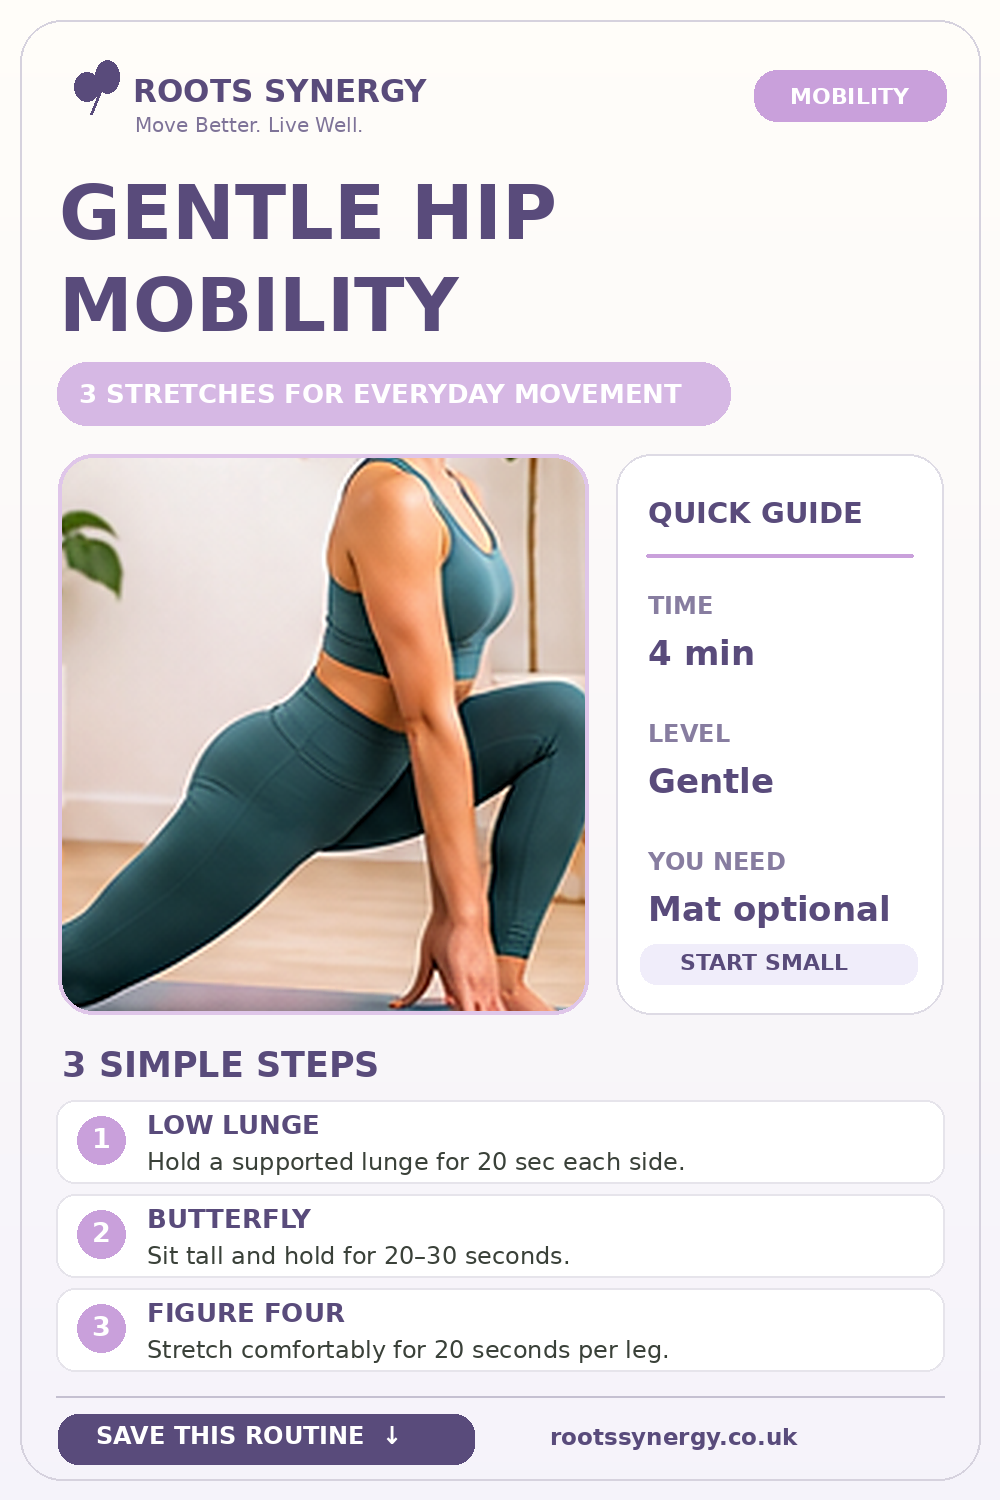 ROOTS SYNERGY
Move Better. Live Well.
MOBILITY
GENTLE HIP
MOBILITY
3 STRETCHES FOR EVERYDAY MOVEMENT
QUICK GUIDE
TIME
4 min
LEVEL
Gentle
YOU NEED
Mat optional
START SMALL
3 SIMPLE STEPS
1
LOW LUNGE
Hold a supported lunge for 20 sec each side.
2
BUTTERFLY
Sit tall and hold for 20–30 seconds.
3
FIGURE FOUR
Stretch comfortably for 20 seconds per leg.
SAVE THIS ROUTINE ↓
rootssynergy.co.uk